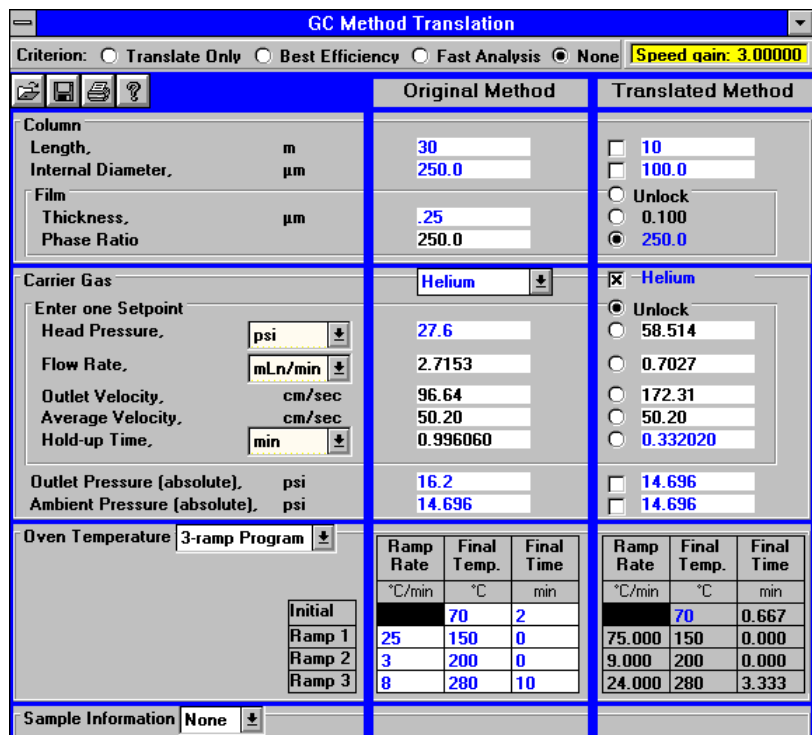 GC Method Translation
Criterion: Translate Only Best Efficiency Fast Analysis None Speed gain: 3.00000
Original Method Translated Method
Column
Length, m 30 10
Internal Diameter, µm 250.0 100.0
Film Unlock
Thickness, µm .25 0.100
Phase Ratio 250.0 250.0
Carrier Gas Helium Helium
Enter one Setpoint Unlock
Head Pressure, psi 27.6 58.514
Flow Rate, mLn/min 2.7153 0.7027
Outlet Velocity, cm/sec 96.64 172.31
Average Velocity, cm/sec 50.20 50.20
Hold-up Time, min 0.996060 0.332020
Outlet Pressure (absolute), psi 16.2 14.696
Ambient Pressure (absolute), psi 14.696 14.696
Oven Temperature 3-ramp Program
Ramp Final Final Ramp Final Final
Rate Temp. Time Rate Temp. Time
°C/min °C min °C/min °C min
Initial 70 2 70 0.667
Ramp 1 25 150 0 75.000 150 0.000
Ramp 2 3 200 0 9.000 200 0.000
Ramp 3 8 280 10 24.000 280 3.333
Sample Information None